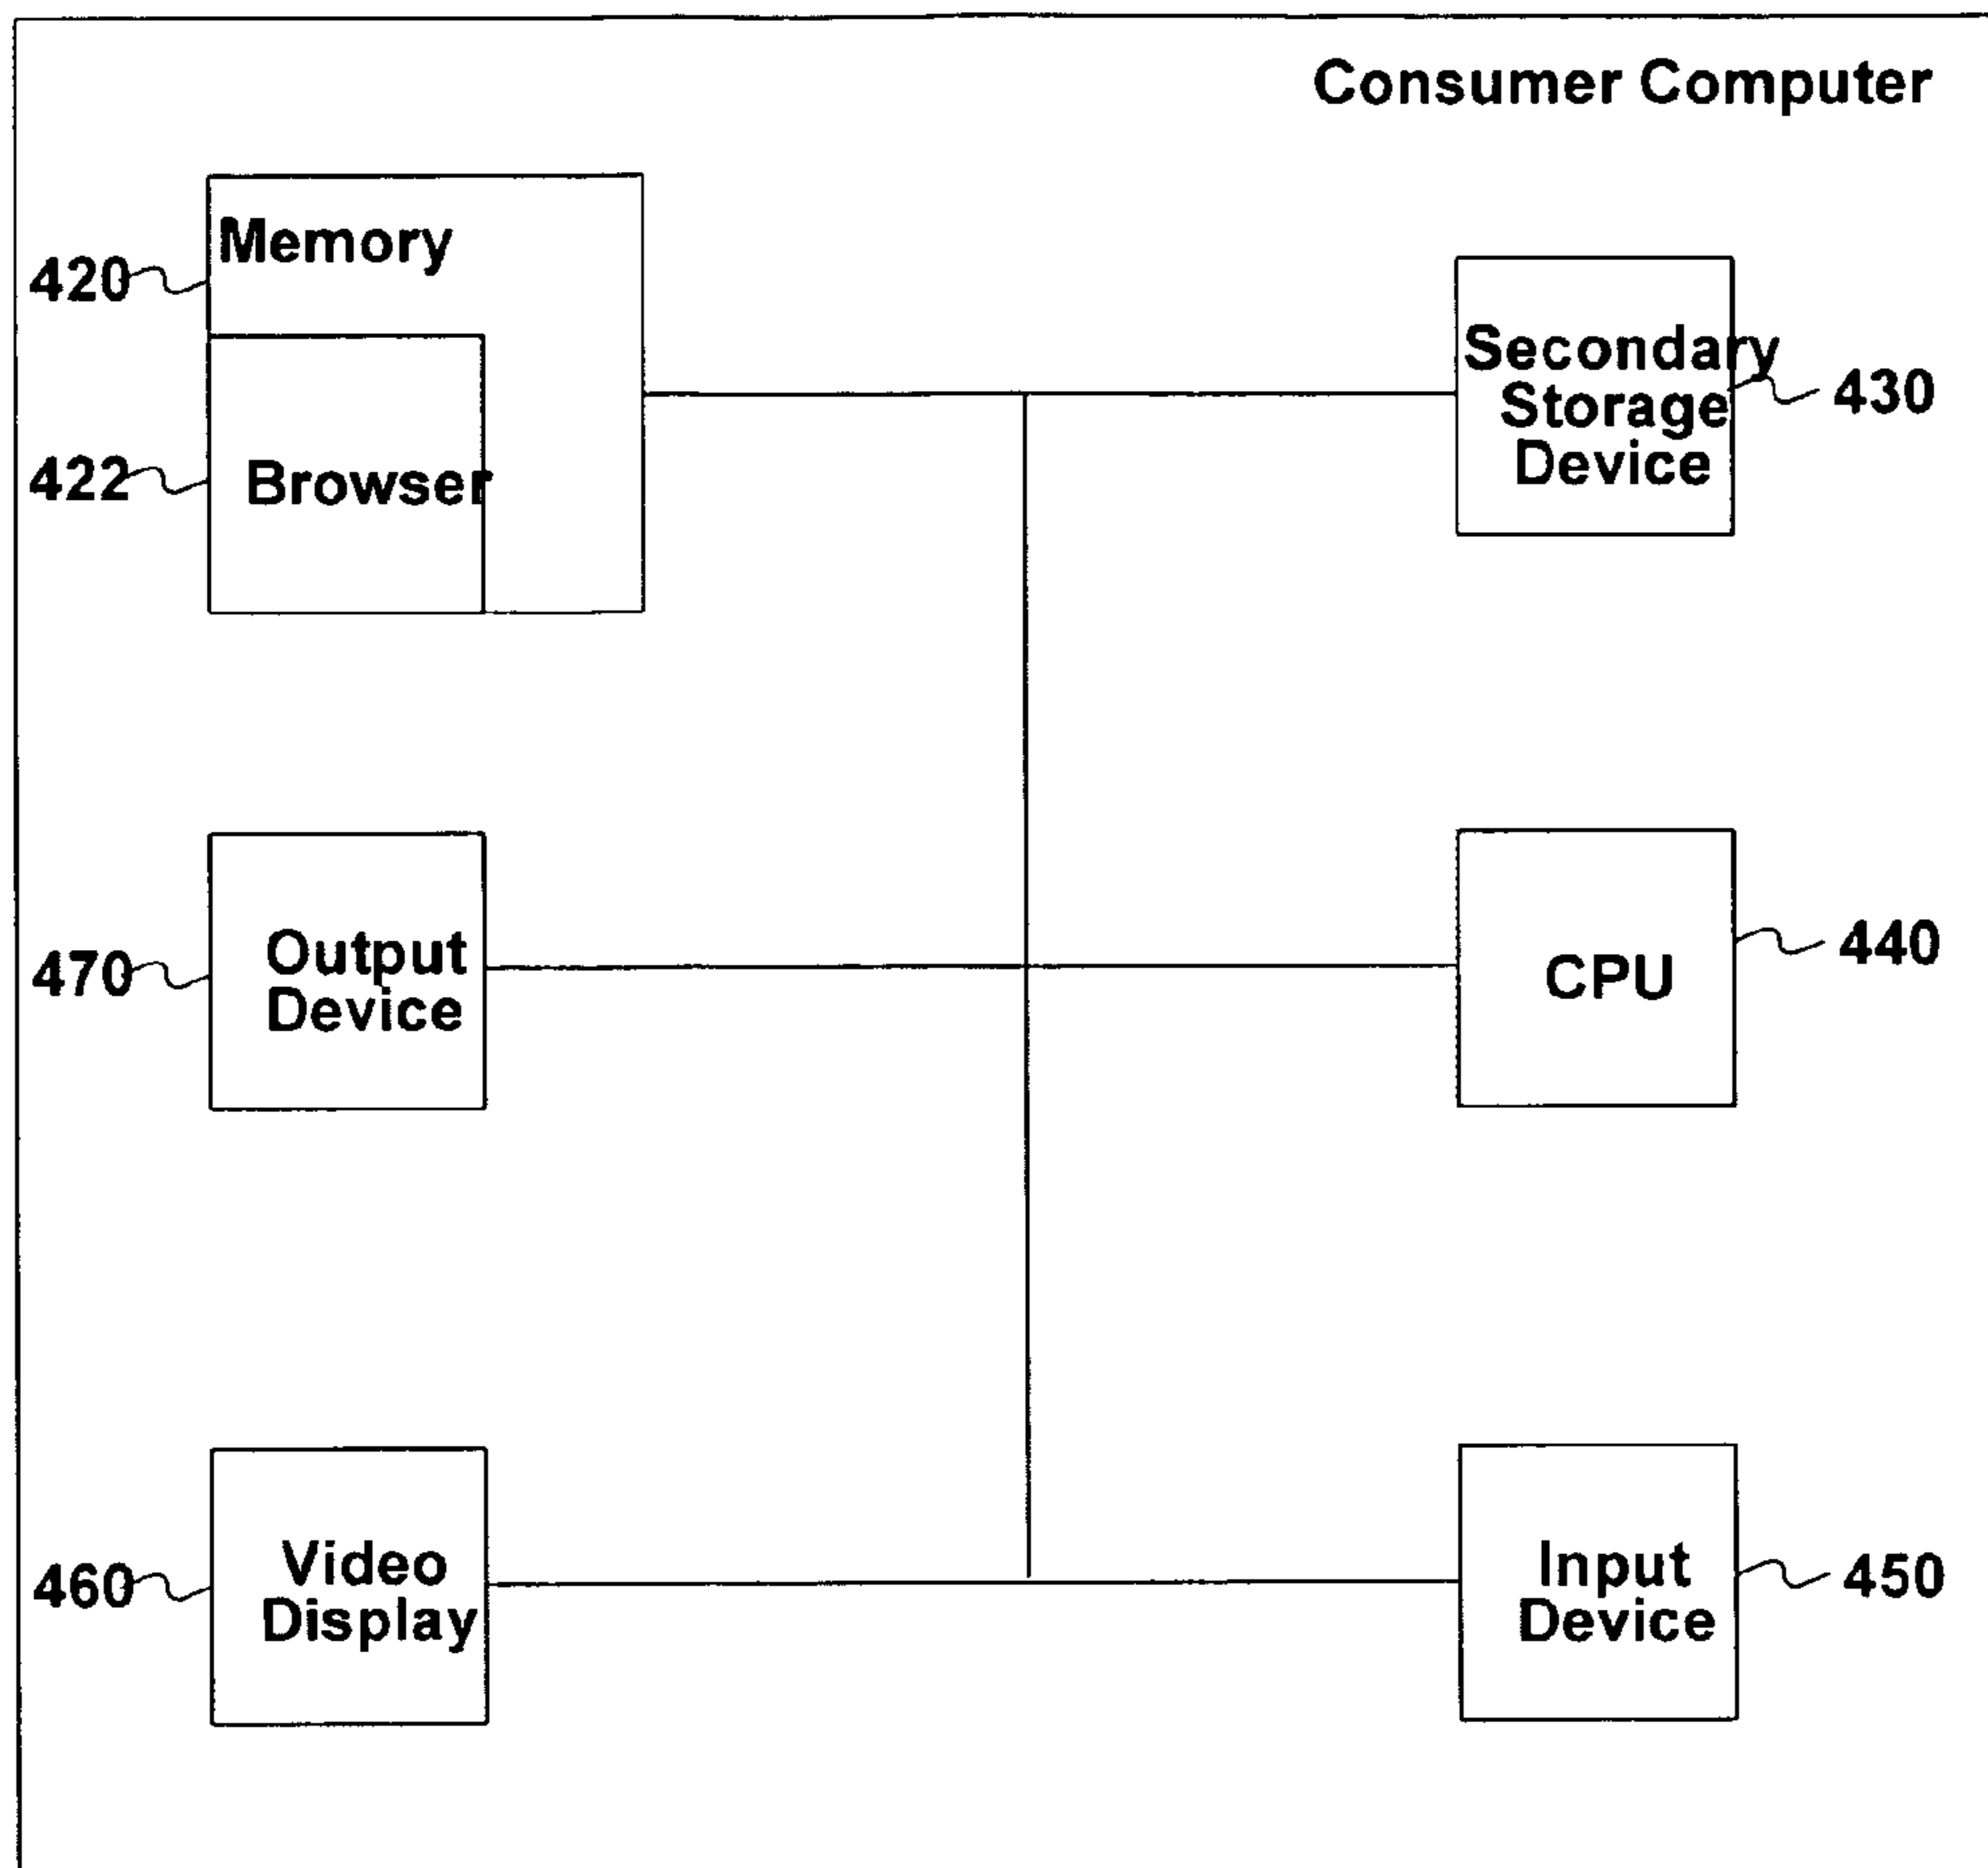 Consumer Computer
Memory
420
Secondary
Storage
Device
430
422
Browser
Output
Device
470
CPU
440
Video
Display
460
Input
Device
450